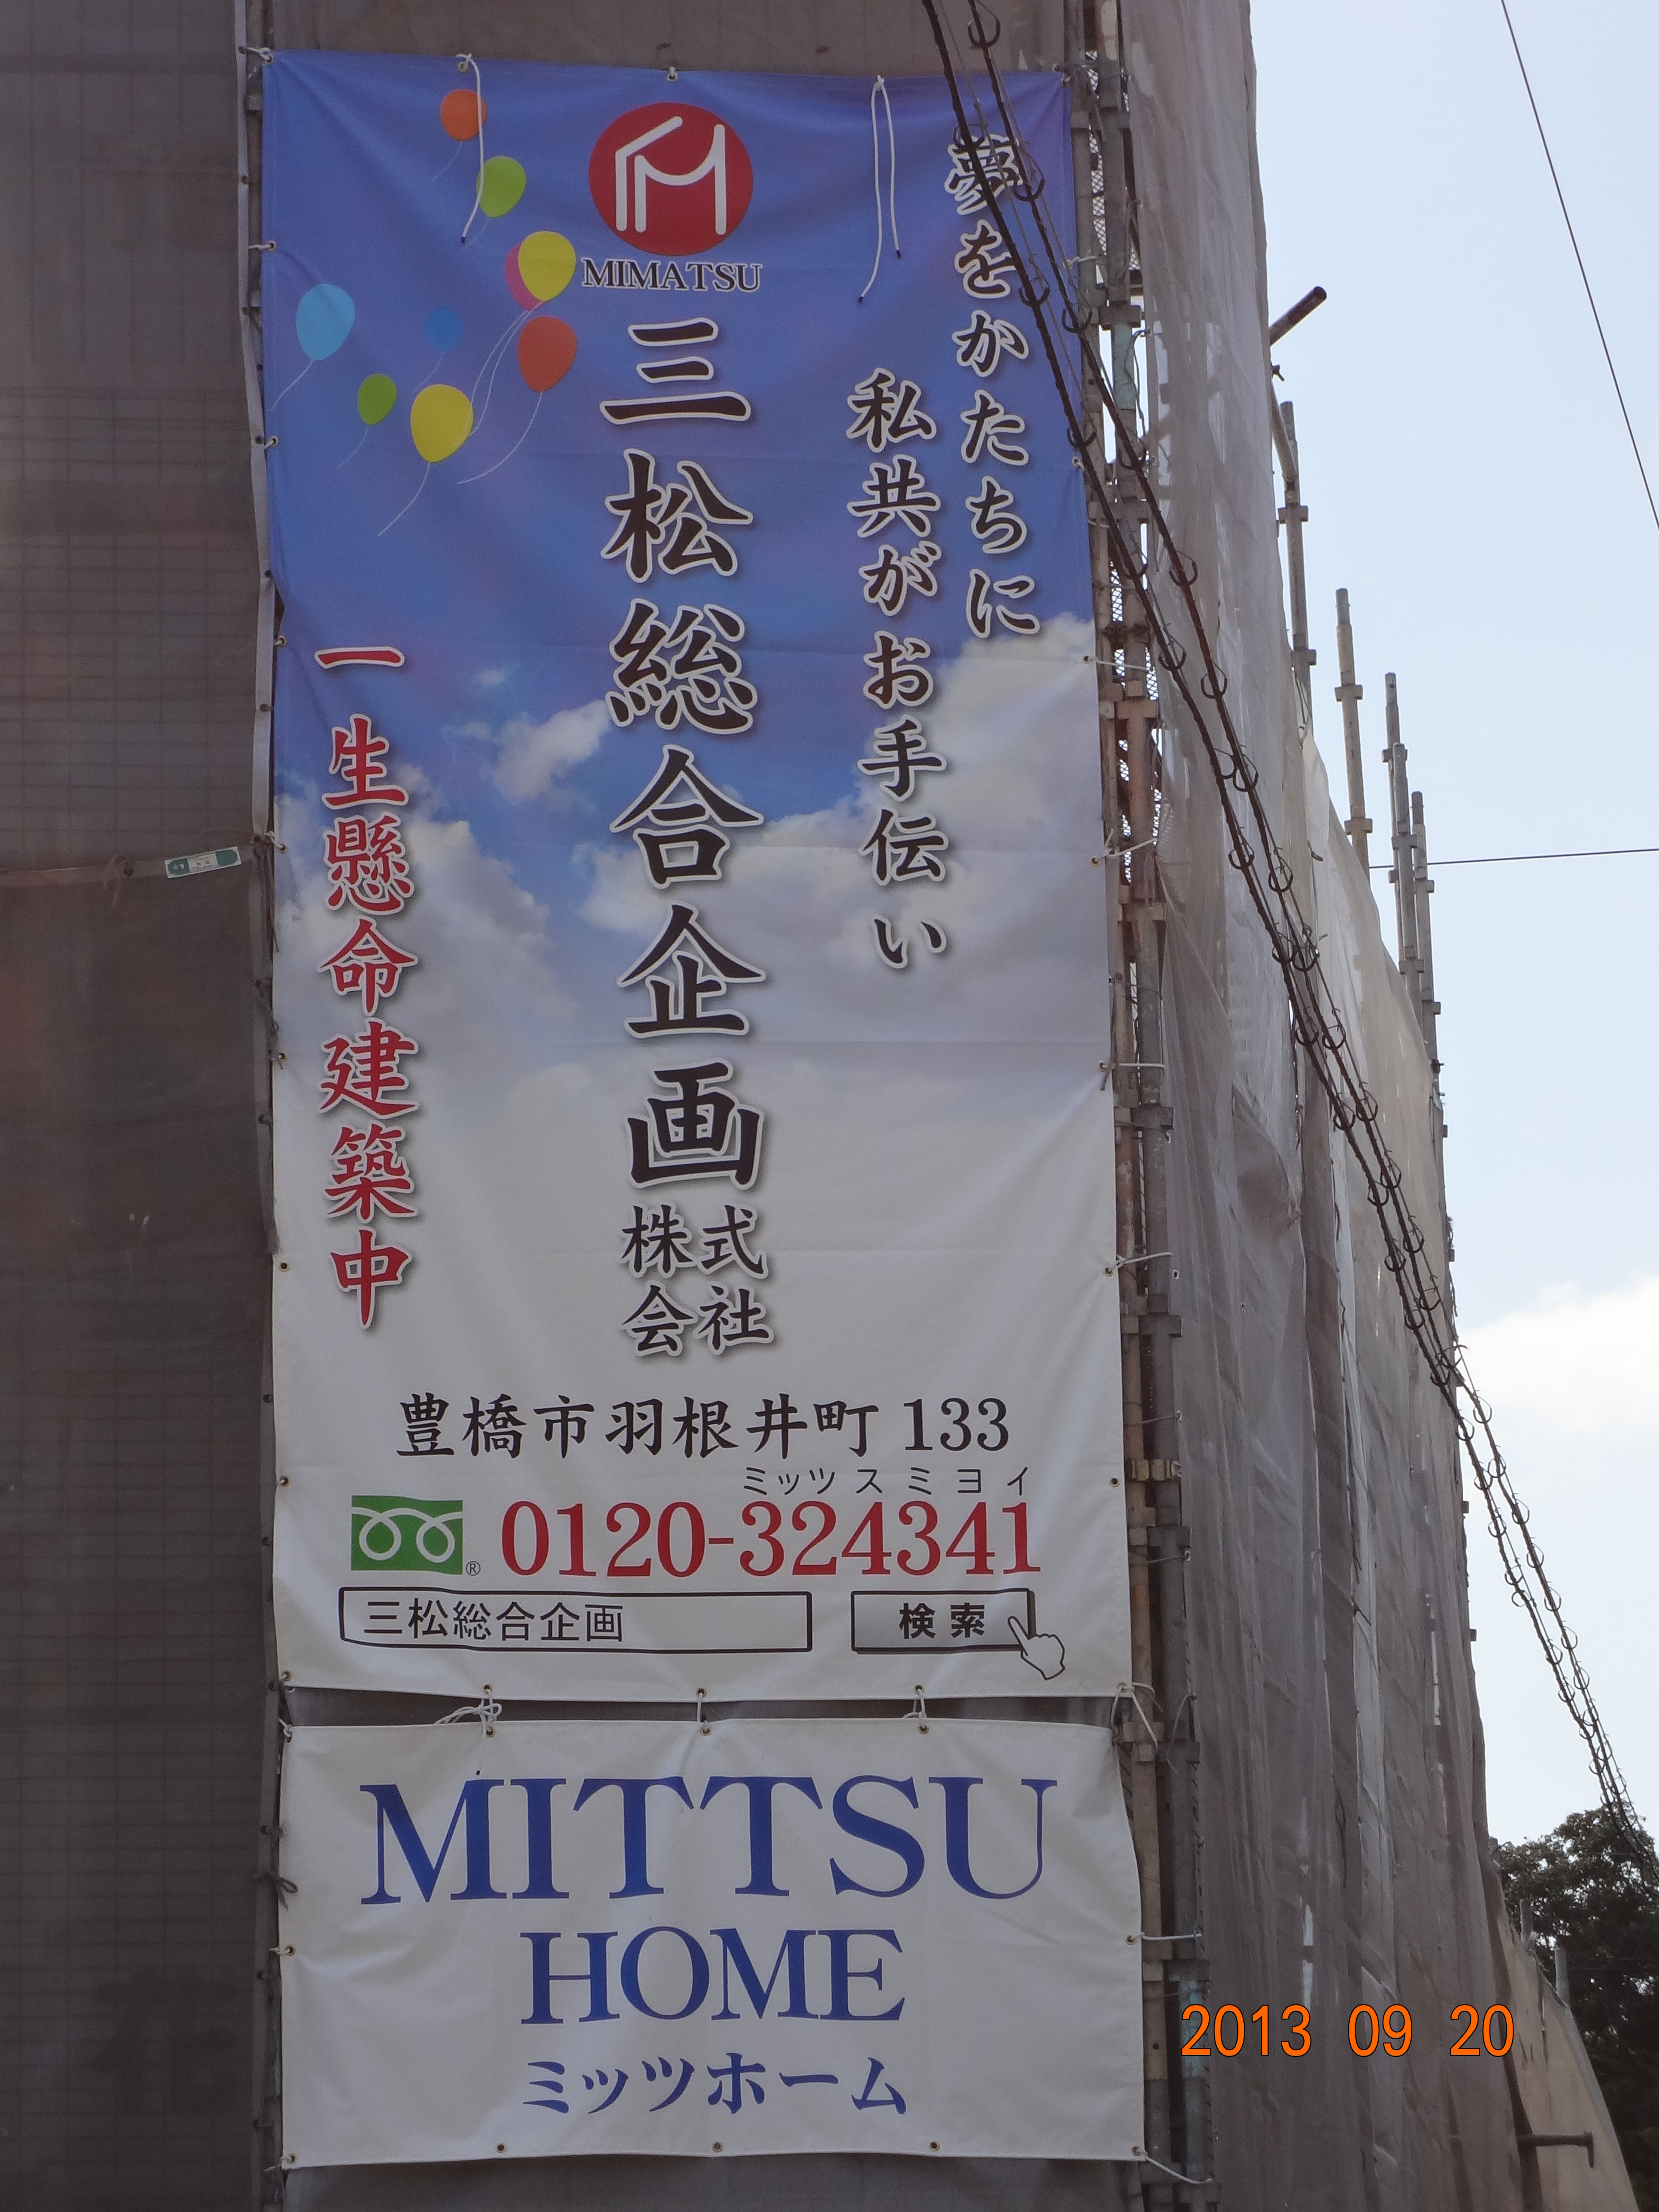 MIMATSU
夢をかたちに
私共がお手伝い
三松総合企画
株式
会社
一生懸命建築中
豊橋市羽根井町 133
ミッツ ス ミ ヨ イ
0120-324341
三松総合企画
検索
MITTSU
HOME
ミッツホーム
2013 09 20